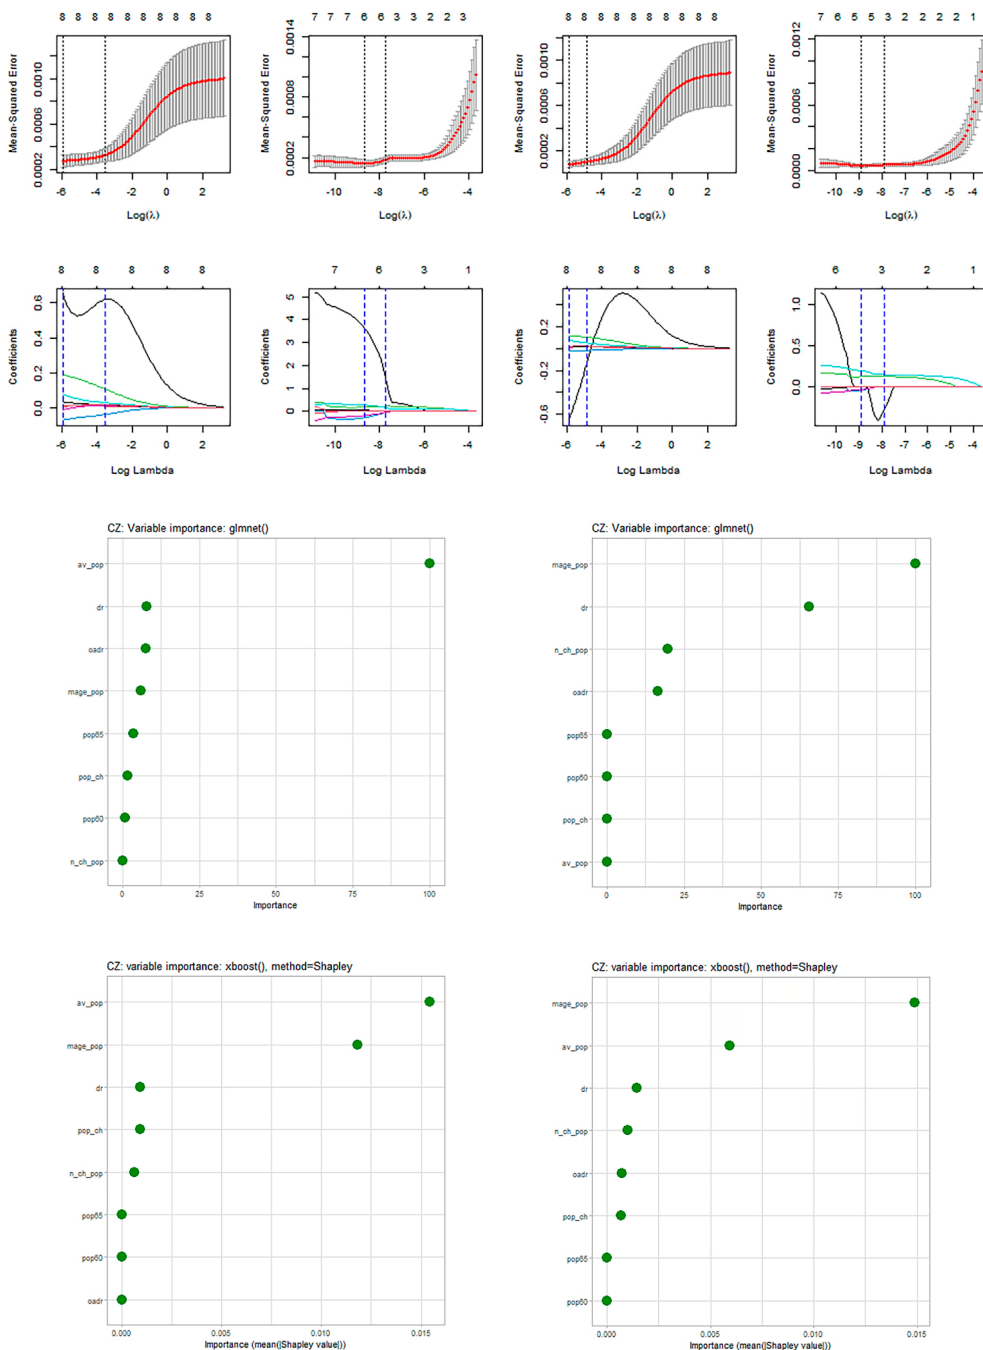 8 8 8 8 8 8 8 8 8
7 7 7 7 6 6 3 3 2 2 3
8 8 8 8 8 8 8 8 8
7 6 5 5 3 2 2 2 2 1
Mean-Squared Error
0.0002 0.0006 0.0010
-6 -4 -2 0 2
Log(λ)
Mean-Squared Error
0.0002 0.0008 0.0014
-10 -8 -6 -4
Log(λ)
Mean-Squared Error
0.0002 0.0006 0.0010
-6 -4 -2 0 2
Log(λ)
Mean-Squared Error
0.0000 0.0006 0.0012
-10 -9 -8 -7 -6 -5 -4
Log(λ)
8 8 8 8 8
7 6 3 1
8 8 8 8 8
6 3 2 1
Coefficients
0.0 0.2 0.4 0.6
-6 -4 -2 0 2
Log Lambda
Coefficients
0 1 2 3 4 5
-10 -8 -6 -4
Log Lambda
Coefficients
-0.6 -0.2 0.2
-6 -4 -2 0 2
Log Lambda
Coefficients
0.0 0.5 1.0
-10 -8 -6 -4
Log Lambda
CZ: Variable importance: glmnet()
av_pop
dr
oadr
mage_pop
pop65
pop_ch
pop80
n_ch_pop
0 25 50 75 100
Importance
CZ: Variable importance: glmnet()
mage_pop
dr
n_ch_pop
oadr
pop65
pop80
pop_ch
av_pop
0 25 50 75 100
Importance
CZ: variable importance: xboost(), method=Shapley
av_pop
mage_pop
dr
pop_ch
n_ch_pop
pop65
pop80
oadr
0.000 0.005 0.010 0.015
Importance (mean(|Shapley value|))
CZ: variable importance: xboost(), method=Shapley
mage_pop
av_pop
dr
n_ch_pop
oadr
pop_ch
pop65
pop80
0.000 0.005 0.010 0.015
Importance (mean(|Shapley value|))